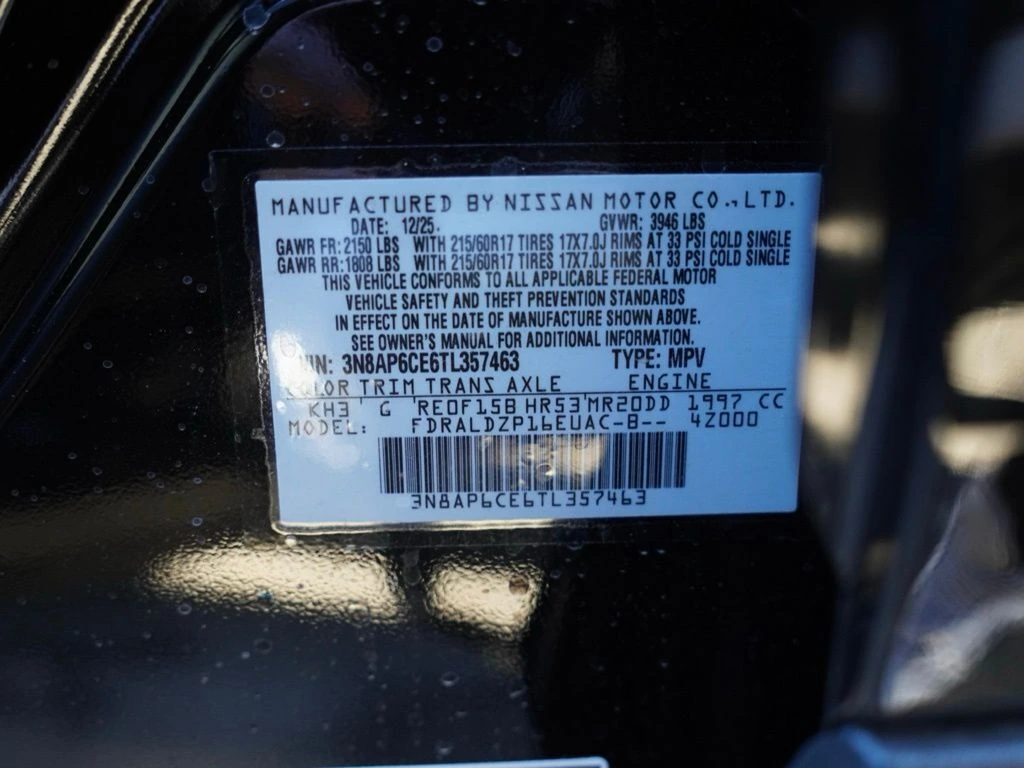 MANUFACTURED BY NISSAN MOTOR CO.,LTD.
DATE: 12/25. GVWR: 3946 LBS
GAWR FR: 2150 LBS WITH 215/60R17 TIRES 17X7.0J RIMS AT 33 PSI COLD SINGLE
GAWR RR: 1808 LBS WITH 215/60R17 TIRES 17X7.0J RIMS AT 33 PSI COLD SINGLE
THIS VEHICLE CONFORMS TO ALL APPLICABLE FEDERAL MOTOR
VEHICLE SAFETY AND THEFT PREVENTION STANDARDS
IN EFFECT ON THE DATE OF MANUFACTURE SHOWN ABOVE.
SEE OWNER'S MANUAL FOR ADDITIONAL INFORMATION.
VIN: 3N8AP6CE6TL357463 TYPE: MPV
COLOR TRIM TRANS AXLE ENGINE
KH3 G RE0F15B HR53 MR20DD 1997 CC
MODEL: FDRALDZP16EUAC-B-- 4Z000
3N8AP6CE6TL357463